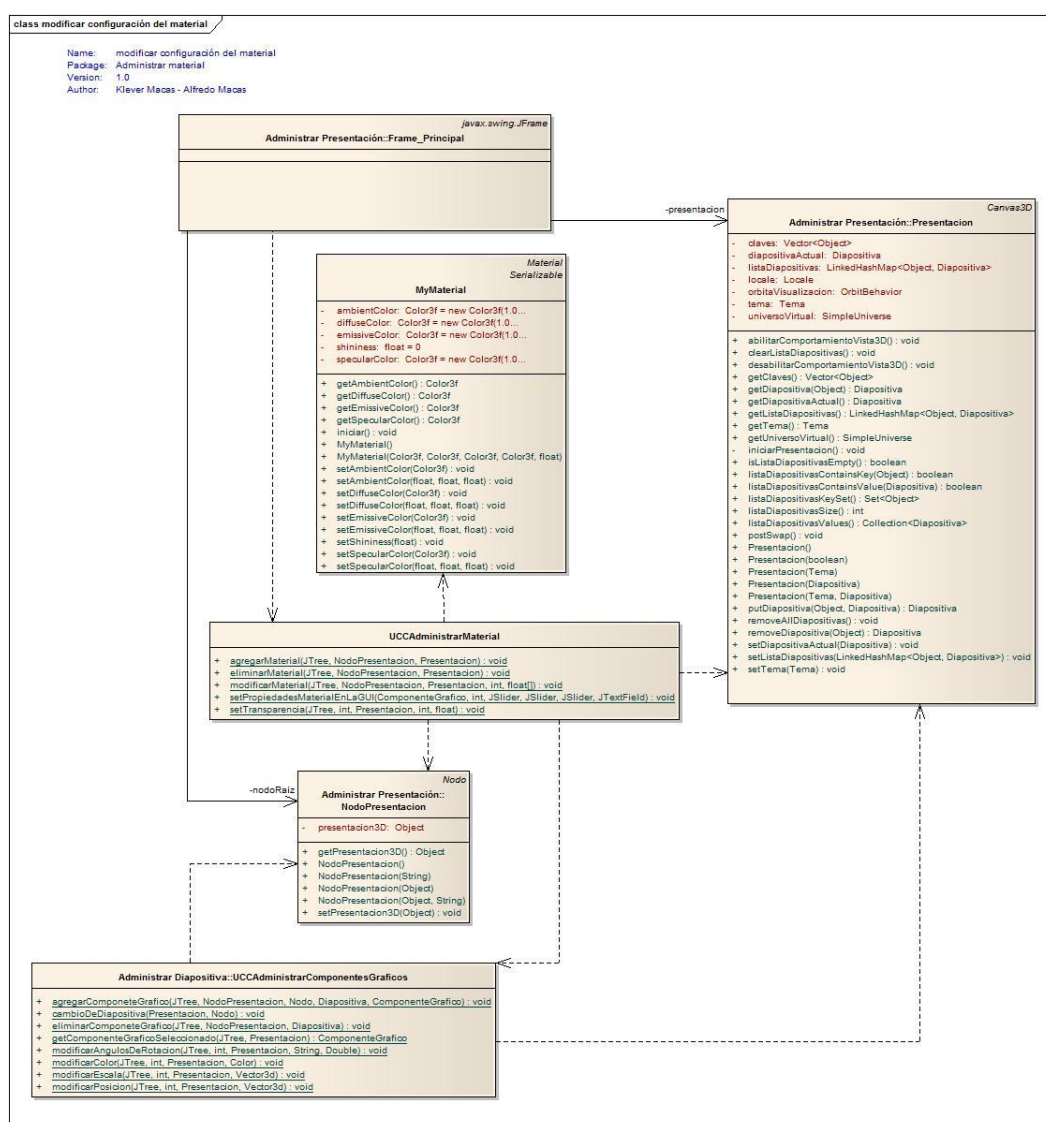 class modificar configuración del material
Name: modificar configuración del material
Package: Administrar material
Version: 1.0
Author: Klever Macas - Alfredo Macas
javax.swing.JFrame
Administrar Presentación::Frame_Principal
-presentacion
Canvas3D
Administrar Presentación::Presentacion
- claves: Vector<Object>
- diapositivaActual: Diapositiva
- listaDiapositivas: LinkedHashMap<Object, Diapositiva>
- locale: Locale
- orbitaVisualizacion: OrbitBehavior
- tema: Tema
- universoVirtual: SimpleUniverse
+ abilitarComportamientoVista3D() : void
+ clearListaDiapositivas() : void
+ desabilitarComportamientoVista3D() : void
+ getClaves() : Vector<Object>
+ getDiapositiva(Object) : Diapositiva
+ getDiapositivaActual() : Diapositiva
+ getListaDiapositivas() : LinkedHashMap<Object, Diapositiva>
+ getTema() : Tema
+ getUniversoVirtual() : SimpleUniverse
- iniciarPresentacion() : void
+ isListaDiapositivasEmpty() : boolean
+ listaDiapositivasContainsKey(Object) : boolean
+ listaDiapositivasContainsValue(Diapositiva) : boolean
+ listaDiapositivasKeySet() : Set<Object>
+ listaDiapositivasSize() : int
+ listaDiapositivasValues() : Collection<Diapositiva>
+ postSwap() : void
+ Presentacion()
+ Presentacion(boolean)
+ Presentacion(Tema)
+ Presentacion(Diapositiva)
+ Presentacion(Tema, Diapositiva)
+ putDiapositiva(Object, Diapositiva) : Diapositiva
+ removeAllDiapositivas() : void
+ removeDiapositiva(Object) : Diapositiva
+ setDiapositivaActual(Diapositiva) : void
+ setListaDiapositivas(LinkedHashMap<Object, Diapositiva>) : void
+ setTema(Tema) : void
Material
Serializable
MyMaterial
- ambientColor: Color3f = new Color3f(1.0...
- diffuseColor: Color3f = new Color3f(1.0...
- emissiveColor: Color3f = new Color3f(1.0...
- shininess: float = 0
- specularColor: Color3f = new Color3f(1.0...
+ getAmbientColor() : Color3f
+ getDiffuseColor() : Color3f
+ getEmissiveColor() : Color3f
+ getSpecularColor() : Color3f
+ iniciar() : void
+ MyMaterial()
+ MyMaterial(Color3f, Color3f, Color3f, Color3f, float)
+ setAmbientColor(Color3f) : void
+ setAmbientColor(float, float, float) : void
+ setDiffuseColor(Color3f) : void
+ setDiffuseColor(float, float, float) : void
+ setEmissiveColor(Color3f) : void
+ setEmissiveColor(float, float, float) : void
+ setShininess(float) : void
+ setSpecularColor(Color3f) : void
+ setSpecularColor(float, float, float) : void
UCCAdministrarMaterial
+ agregarMaterial(JTree, NodoPresentacion, Presentacion) : void
+ eliminarMaterial(JTree, NodoPresentacion, Presentacion) : void
+ modificarMaterial(JTree, NodoPresentacion, Presentacion, int, float[]) : void
+ setPropiedadesMaterialEnLaGUI(ComponenteGrafico, int, JSlider, JSlider, JSlider, JTextField) : void
+ setTransparencia(JTree, int, Presentacion, int, float) : void
-nodoRaiz
Nodo
Administrar Presentación::
NodoPresentacion
- presentacion3D: Object
+ getPresentacion3D() : Object
+ NodoPresentacion()
+ NodoPresentacion(String)
+ NodoPresentacion(Object)
+ NodoPresentacion(Object, String)
+ setPresentacion3D(Object) : void
Administrar Diapositiva::UCCAdministrarComponentesGraficos
+ agregarComponeteGrafico(JTree, NodoPresentacion, Nodo, Diapositiva, ComponenteGrafico) : void
+ cambioDeDiapositiva(Presentacion, Nodo) : void
+ eliminarComponeteGrafico(JTree, NodoPresentacion, Diapositiva) : void
+ getComponenteGraficoSeleccionado(JTree, Presentacion) : ComponenteGrafico
+ modificarAngulosDeRotacion(JTree, int, Presentacion, String, Double) : void
+ modificarColor(JTree, int, Presentacion, Color) : void
+ modificarEscala(JTree, int, Presentacion, Vector3d) : void
+ modificarPosicion(JTree, int, Presentacion, Vector3d) : void